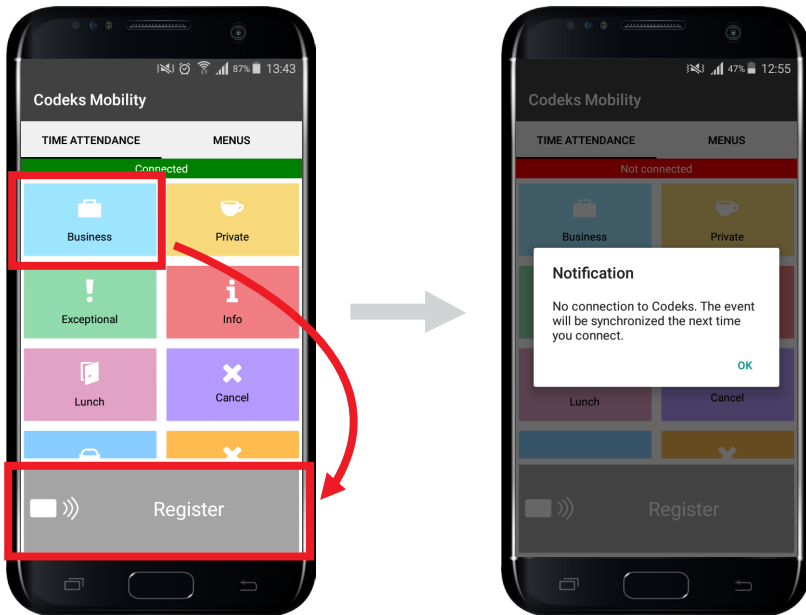 87% 13:43
Codeks Mobility
TIME ATTENDANCE MENUS
Connected
Business Private
Exceptional Info
Lunch Cancel
Register
47% 12:55
Codeks Mobility
TIME ATTENDANCE MENUS
Not connected
Business Private
Notification
No connection to Codeks. The event
will be synchronized the next time
you connect.
OK
Lunch Cancel
Register